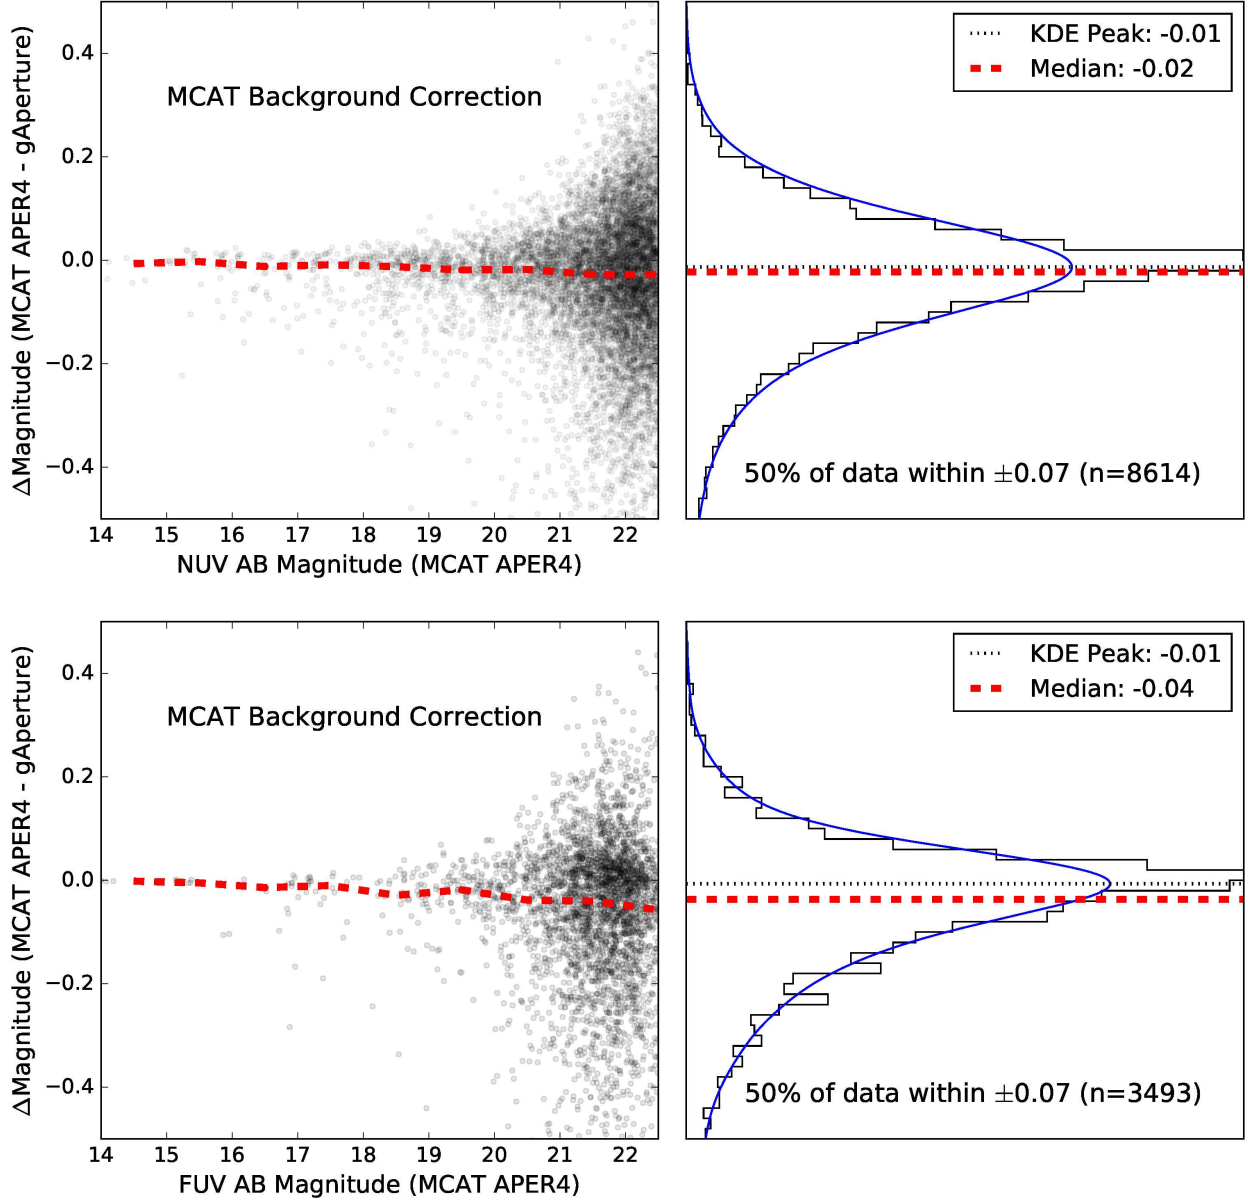 ΔMagnitude (MCAT APER4 - gAperture)
0.4
0.2
0.0
−0.2
−0.4
MCAT Background Correction
14 15 16 17 18 19 20 21 22
NUV AB Magnitude (MCAT APER4)
KDE Peak: -0.01
Median: -0.02
50% of data within ±0.07 (n=8614)
ΔMagnitude (MCAT APER4 - gAperture)
0.4
0.2
0.0
−0.2
−0.4
MCAT Background Correction
14 15 16 17 18 19 20 21 22
FUV AB Magnitude (MCAT APER4)
KDE Peak: -0.01
Median: -0.04
50% of data within ±0.07 (n=3493)